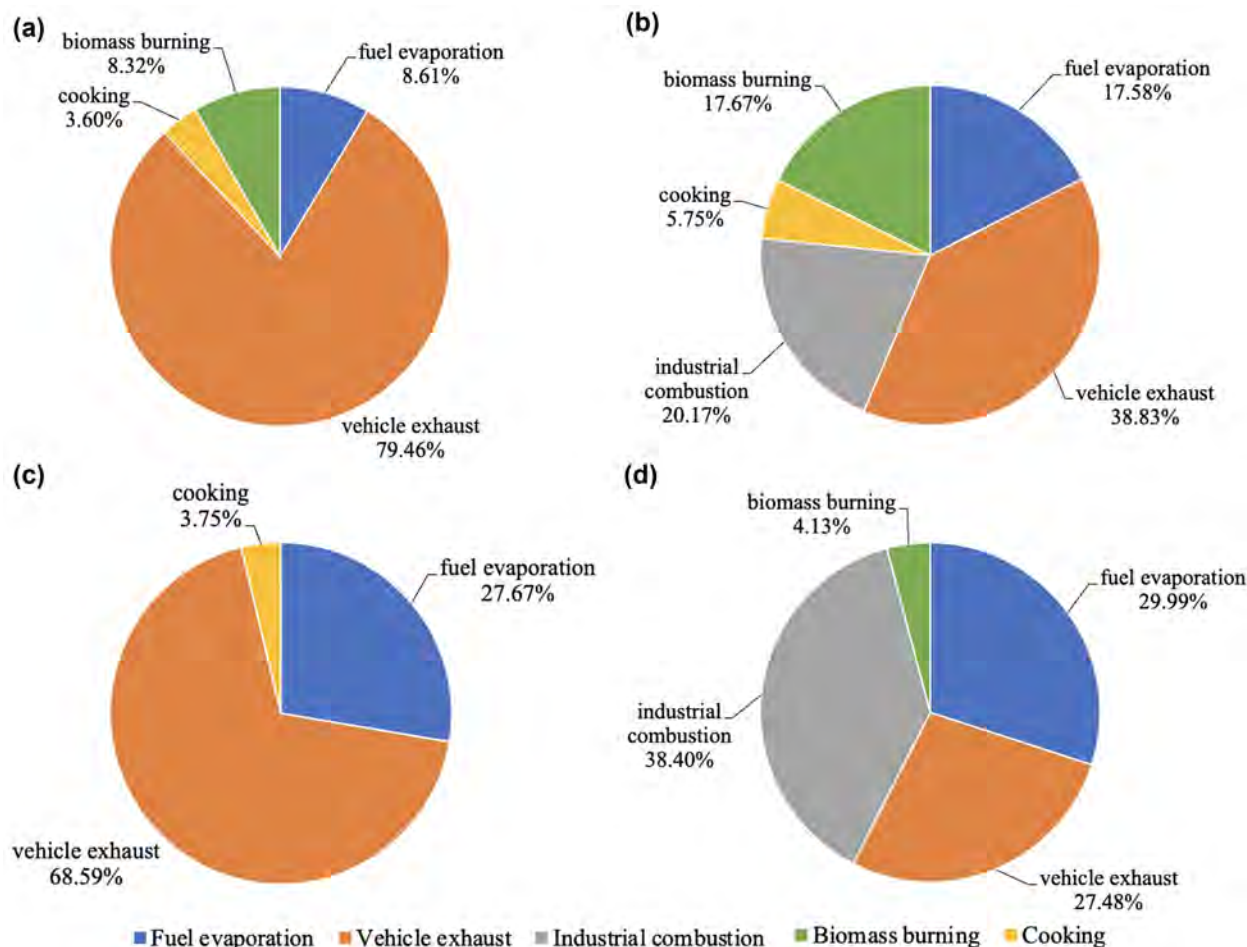 (a)
biomass burning
8.32%
fuel evaporation
8.61%
cooking
3.60%
vehicle exhaust
79.46%
(b)
biomass burning
17.67%
fuel evaporation
17.58%
cooking
5.75%
industrial
combustion
20.17%
vehicle exhaust
38.83%
(c)
cooking
3.75%
fuel evaporation
27.67%
vehicle exhaust
68.59%
(d)
biomass burning
4.13%
fuel evaporation
29.99%
industrial
combustion
38.40%
vehicle exhaust
27.48%
Fuel evaporation Vehicle exhaust Industrial combustion Biomass burning Cooking